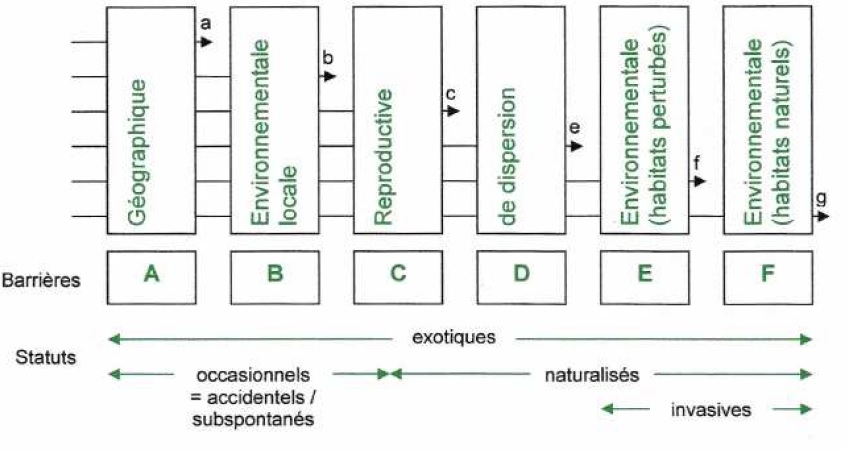 a
b
c
e
f
g
Géographique
Environnementale
locale
Reproductive
de dispersion
Environnementale
(habitats perturbés)
Environnementale
(habitats naturels)
Barrières A B C D E F
Statuts
exotiques
occasionnels
= accidentels /
subspontanés
naturalisés
invasives